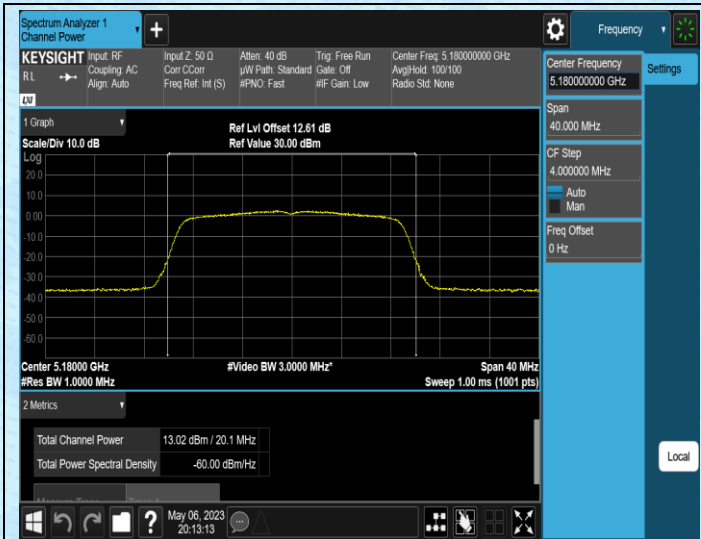 Spectrum Analyzer 1
Channel Power
+
Frequency
KEYSIGHT
RL
LXI
Input: RF
Coupling: AC
Align: Auto
Input Z: 50 Ω
Corr CCorr
Freq Ref: Int (S)
Atten: 40 dB
µW Path: Standard
#PNO: Fast
Trig: Free Run
Gate: Off
#IF Gain: Low
Center Freq: 5.180000000 GHz
Avg|Hold: 100/100
Radio Std: None
Center Frequency
5.180000000 GHz
Settings
Span
40.000 MHz
CF Step
4.000000 MHz
Auto
Man
Freq Offset
0 Hz
1 Graph
Scale/Div 10.0 dB
Ref Lvl Offset 12.61 dB
Ref Value 30.00 dBm
Log
20.0
10.0
0.00
-10.0
-20.0
-30.0
-40.0
-50.0
-60.0
Center 5.18000 GHz
#Res BW 1.0000 MHz
#Video BW 3.0000 MHz*
Span 40 MHz
Sweep 1.00 ms (1001 pts)
2 Metrics
Total Channel Power 13.02 dBm / 20.1 MHz
Total Power Spectral Density -60.00 dBm/Hz
Local
?
May 06, 2023
20:13:13